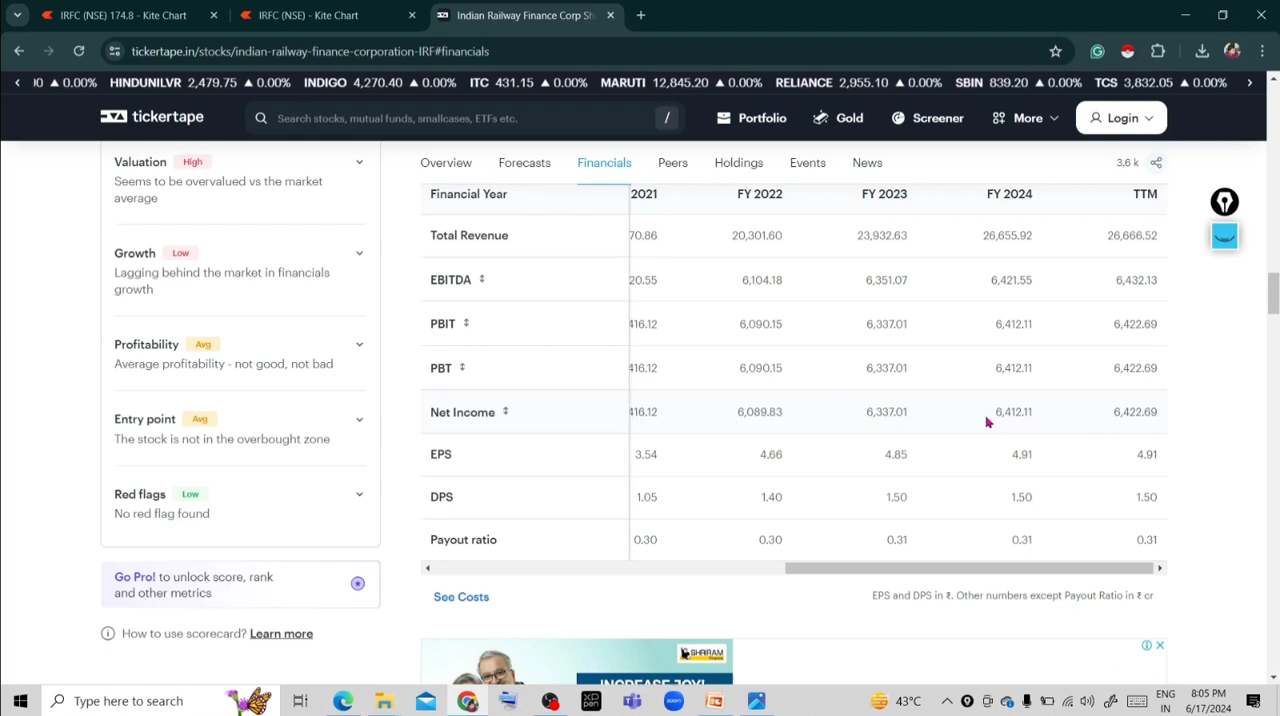 IRFC (NSE) 174.8 - Kite Chart
IRFC (NSE) - Kite Chart
Indian Railway Finance Corp Sh
tickertape.in/stocks/indian-railway-finance-corporation-IRF#financials
▲ 0.00% HINDUNILVR 2,479.75 ▲ 0.00% INDIGO 4,270.40 ▲ 0.00% ITC 431.15 ▲ 0.00% MARUTI 12,845.20 ▲ 0.00% RELIANCE 2,955.10 ▲ 0.00% SBIN 839.20 ▲ 0.00% TCS 3,832.05 ▲ 0.00%
tickertape Search stocks, mutual funds, smallcases, ETFs etc. / Portfolio Gold Screener More Login
Overview Forecasts Financials Peers Holdings Events News 3.6 k
Valuation High
Seems to be overvalued vs the market
average
Growth Low
Lagging behind the market in financials
growth
Profitability Avg
Average profitability - not good, not bad
Entry point Avg
The stock is not in the overbought zone
Red flags Low
No red flag found
Go Pro! to unlock score, rank
and other metrics
How to use scorecard? Learn more
Financial Year 2021 FY 2022 FY 2023 FY 2024 TTM
Total Revenue 70.86 20,301.60 23,932.63 26,655.92 26,666.52
EBITDA 20.55 6,104.18 6,351.07 6,421.55 6,432.13
PBIT 416.12 6,090.15 6,337.01 6,412.11 6,422.69
PBT 416.12 6,090.15 6,337.01 6,412.11 6,422.69
Net Income 416.12 6,089.83 6,337.01 6,412.11 6,422.69
EPS 3.54 4.66 4.85 4.91 4.91
DPS 1.05 1.40 1.50 1.50 1.50
Payout ratio 0.30 0.30 0.31 0.31 0.31
See Costs
EPS and DPS in ₹. Other numbers except Payout Ratio in ₹ cr
SHRIRAM
INCREASE JOY!
Type here to search
43°C
ENG
IN
8:05 PM
6/17/2024